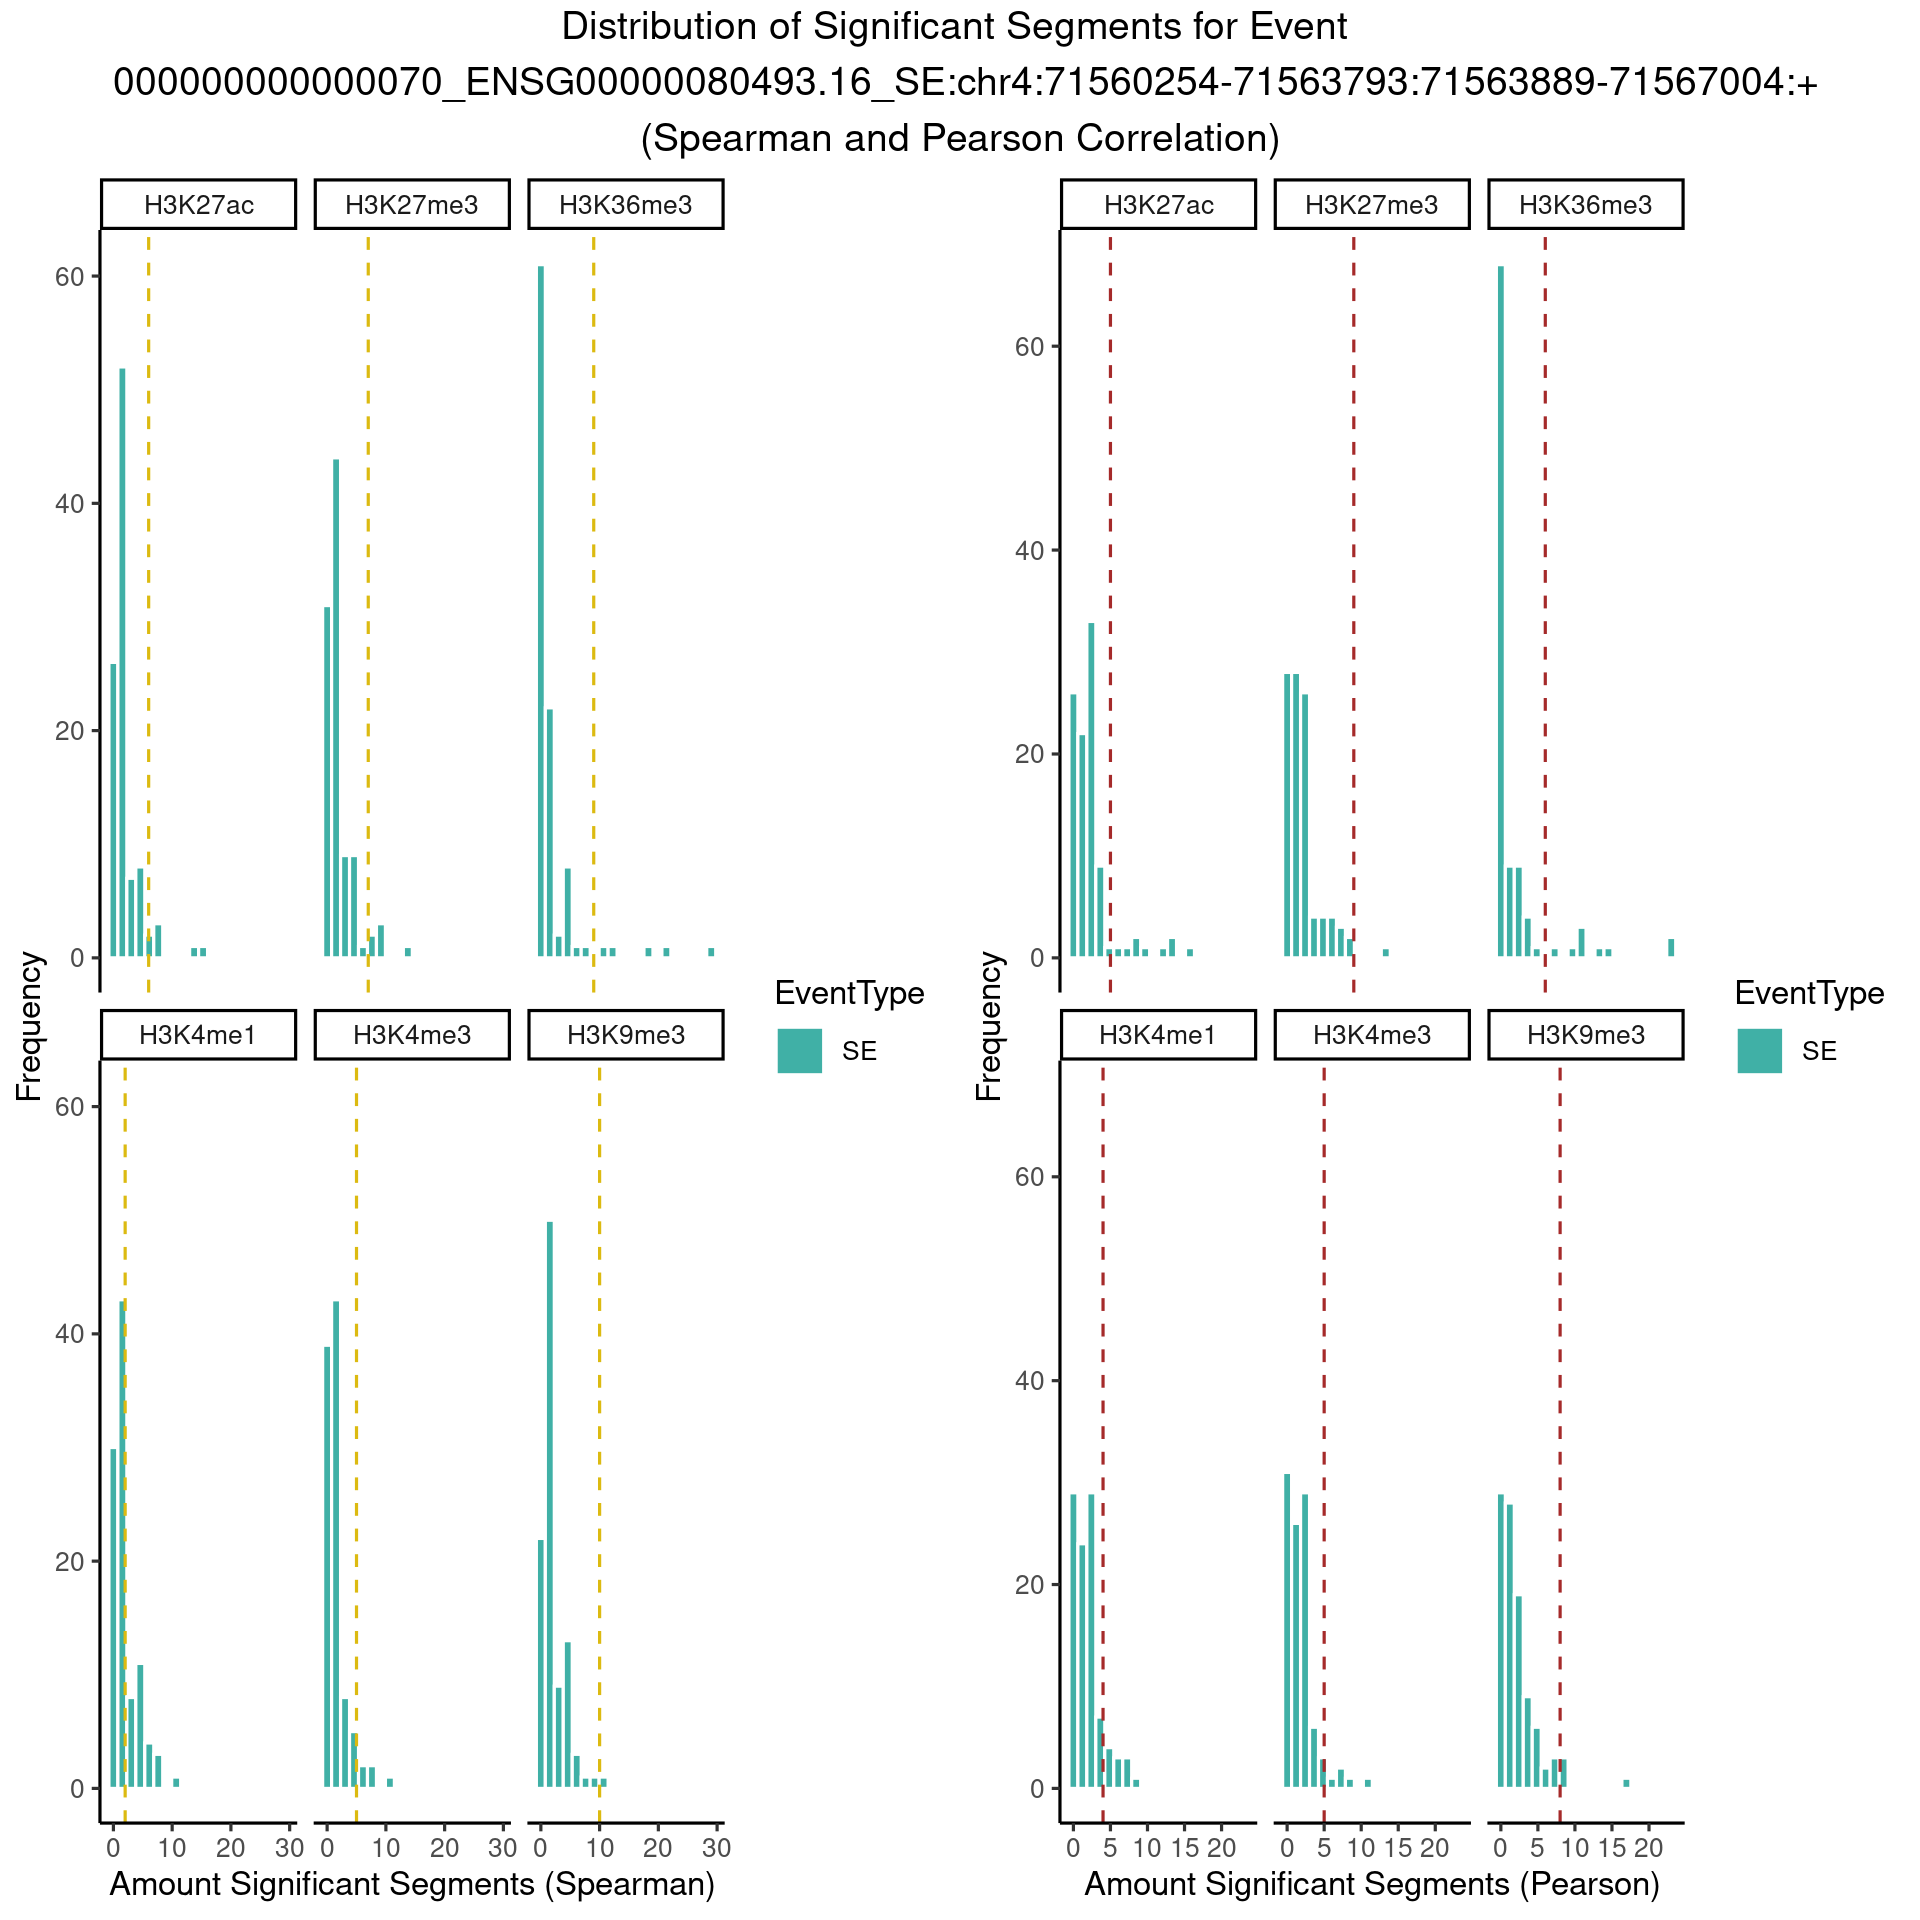 Distribution of Significant Segments for Event
000000000000070_ENSG00000080493.16_SE:chr4:71560254-71563793:71563889-71567004:+
(Spearman and Pearson Correlation)
H3K27ac H3K27me3 H3K36me3
60
40
20
0
H3K4me1 H3K4me3 H3K9me3
60
40
20
0
0 10 20 30 0 10 20 30 0 10 20 30
Frequency
Amount Significant Segments (Spearman)
EventType
SE
H3K27ac H3K27me3 H3K36me3
60
40
20
0
H3K4me1 H3K4me3 H3K9me3
60
40
20
0
0 5 10 15 20 0 5 10 15 20 0 5 10 15 20
Frequency
Amount Significant Segments (Pearson)
EventType
SE